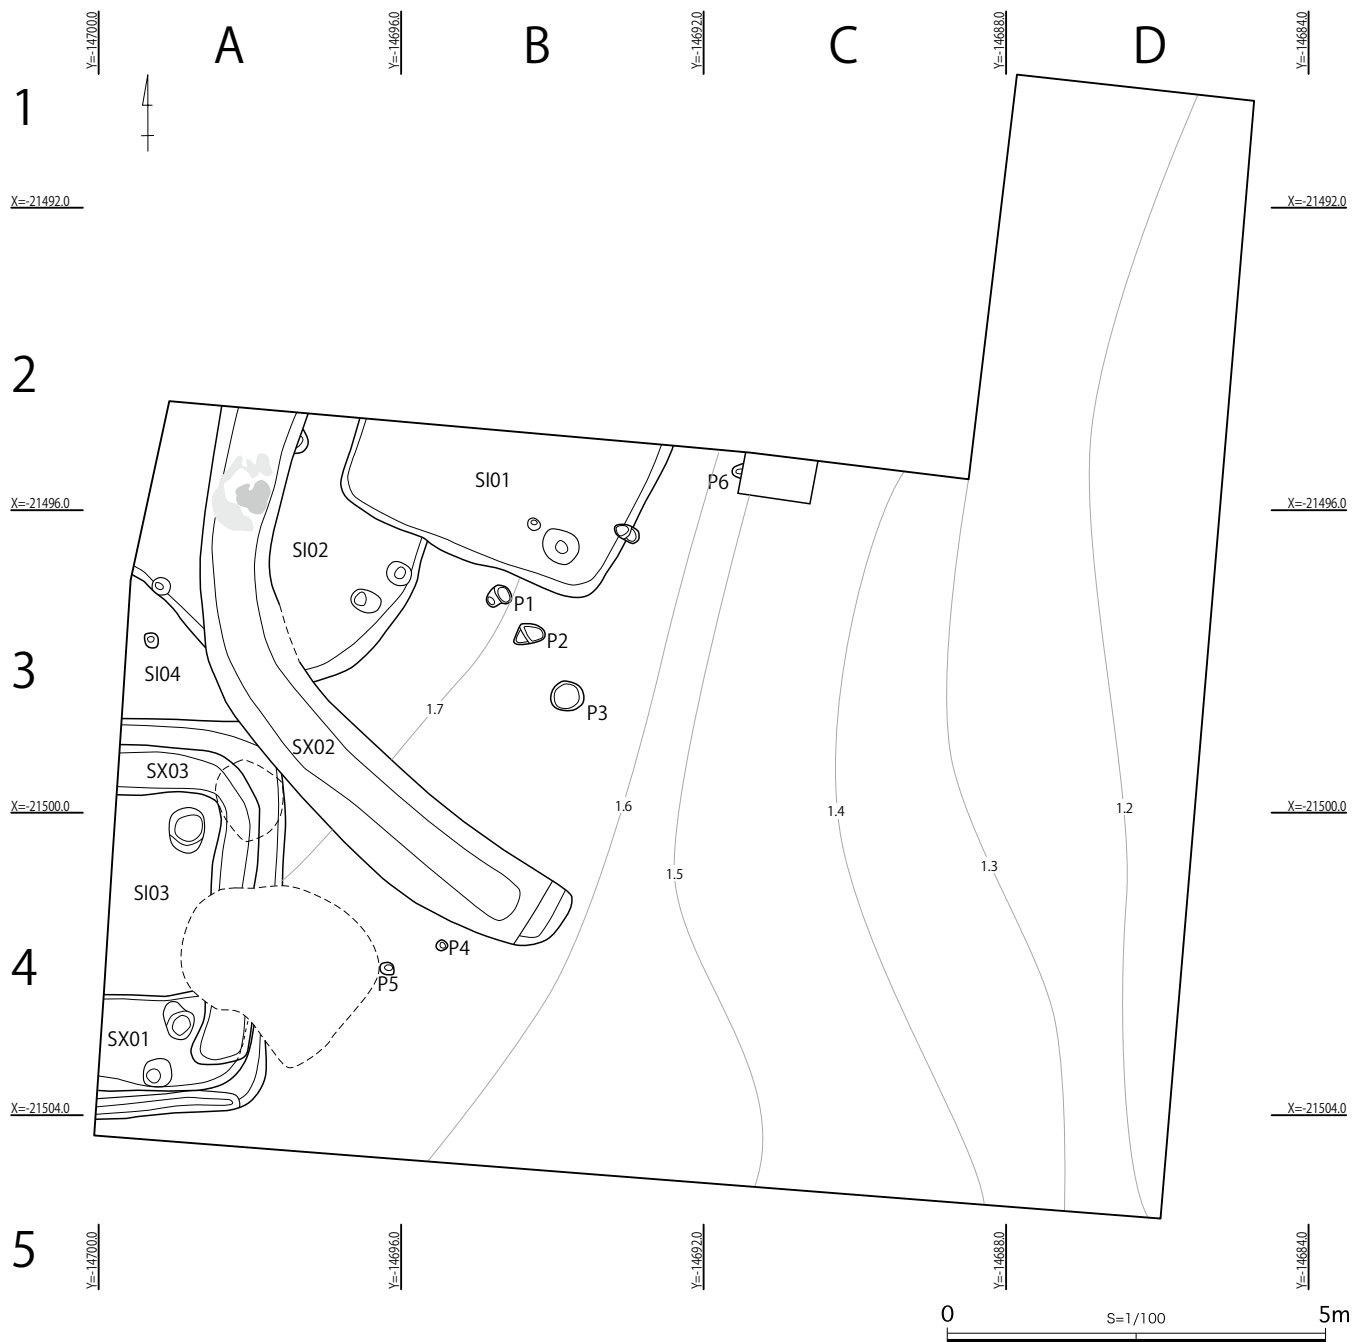 Y=-14700.0
A
Y=-14696.0
B
Y=-14692.0
C
Y=-14688.0
D
Y=-14684.0
1
X=-21492.0
X=-21492.0
2
SI01
P6
X=-21496.0
X=-21496.0
SI02
P1
P2
3
SI04
1.7
P3
SX02
SX03
X=-21500.0
1.6
1.4
1.2
X=-21500.0
1.5
1.3
SI03
4
P4
P5
SX01
X=-21504.0
X=-21504.0
5
Y=-14700.0
Y=-14696.0
Y=-14692.0
Y=-14688.0
Y=-14684.0
0
S=1/100
5m